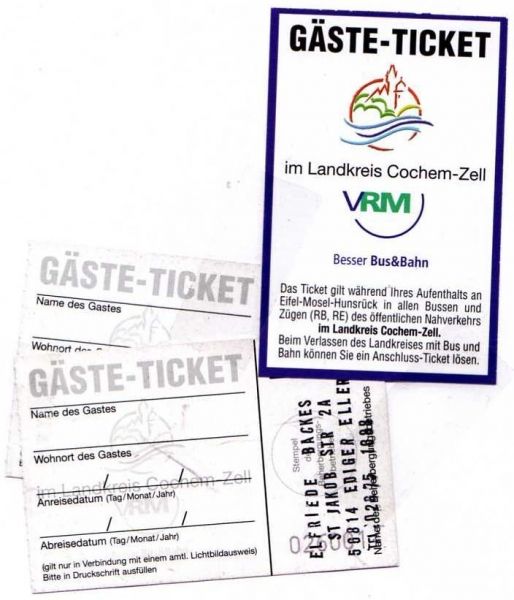 GÄSTE-TICKET
im Landkreis Cochem-Zell
VRM
Besser Bus&Bahn
Das Ticket gilt während Ihres Aufenthalts an
Eifel-Mosel-Hunsrück in allen Bussen und
Zügen (RB, RE) des öffentlichen Nahverkehrs
im Landkreis Cochem-Zell.
Beim Verlassen des Landkreises mit Bus und
Bahn können Sie ein Anschluss-Ticket lösen.
GÄSTE-TICKET
Name des Gastes
Wohnort des
GÄSTE-TICKET
Name des Gastes
Wohnort des Gastes
im Landkreis Cochem-Zell
/ /
Anreisedatum (Tag/Monat/Jahr)
VRM
/ /
Abreisedatum (Tag/Monat/Jahr)
(gilt nur in Verbindung mit einem amtl. Lichtbildausweis)
Bitte in Druckschrift ausfüllen
Stempel
ELFRIEDE BACKES
ST JAKOB STR 2A
56814 EDIGER ELLER